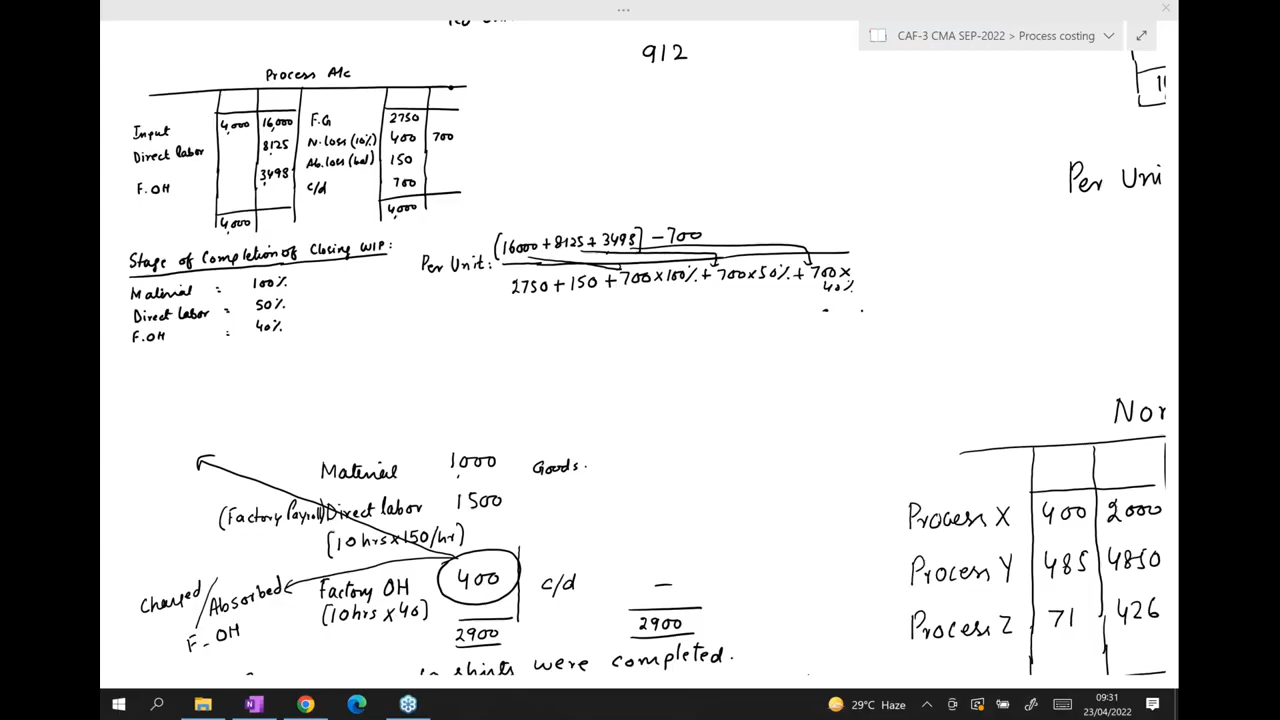 CAF-3 CMA SEP-2022 > Process costing
912
Process A/c
Input 4,000 16,000 F.G 2750
Direct labor 8125 N.loss (10%) 400 700
Ab.loss (bal) 150
F.OH 3498 c/d 700
4,000 4,000
Stage of Completion of Closing WIP:
Material : 100%
Direct labor : 50%
F.OH : 40%
Per Unit: (16000 + 8125 + 3498) - 700
2750 + 150 + 700 x 100% + 700 x 50% + 700 x 40%
Per Uni
Material 1000 Goods.
(Factory Payroll) Direct labor 1500
(10hrs x 150/hr)
Charged/Absorbed F-OH
Factory OH 400 c/d —
(10hrs x 40)
2900 2900
shirts were completed.
Nor
Process X 400 2000
Process Y 485 4850
Process Z 71 426
29°C Haze
09:31
23/04/2022